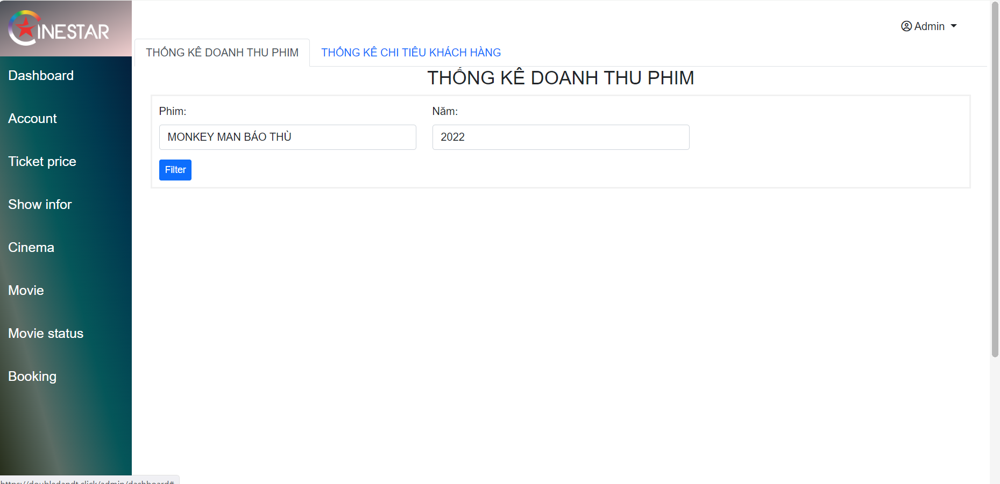 CINESTAR
Admin
THỐNG KÊ DOANH THU PHIM
THỐNG KÊ CHI TIÊU KHÁCH HÀNG
Dashboard
Account
Ticket price
Show infor
Cinema
Movie
Movie status
Booking
THỐNG KÊ DOANH THU PHIM
Phim:
Năm:
MONKEY MAN BÁO THÙ
2022
Filter
https://doubledandt.click/admin/dashboard#